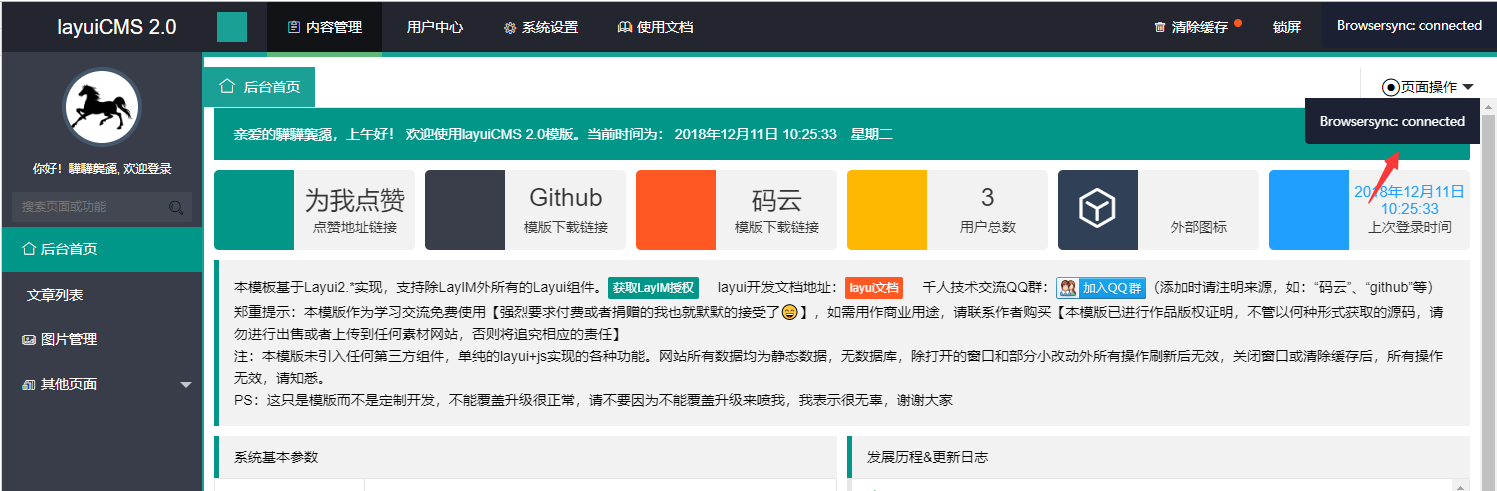 layuiCMS 2.0
内容管理
用户中心
系统设置
使用文档
清除缓存
锁屏
Browsersync: connected
后台首页
页面操作
Browsersync: connected
亲爱的驊驊龔頾，上午好！ 欢迎使用layuiCMS 2.0模版。当前时间为： 2018年12月11日 10:25:33 星期二
你好！驊驊龔頾, 欢迎登录
搜索页面或功能
后台首页
文章列表
图片管理
其他页面
为我点赞
点赞地址链接
Github
模版下载链接
码云
模版下载链接
3
用户总数
外部图标
2018年12月11日
10:25:33
上次登录时间
本模板基于Layui2.*实现，支持除LayIM外所有的Layui组件。 获取LayIM授权 layui开发文档地址： layui文档 千人技术交流QQ群： 加入QQ群（添加时请注明来源，如：“码云”、“github”等）
郑重提示：本模版作为学习交流免费使用【强烈要求付费或者捐赠的我也就默默的接受了😄】，如需用作商业用途，请联系作者购买【本模版已进行作品版权证明，不管以何种形式获取的源码，请
勿进行出售或者上传到任何素材网站，否则将追究相应的责任】
注：本模版未引入任何第三方组件，单纯的layui+js实现的各种功能。网站所有数据均为静态数据，无数据库，除打开的窗口和部分小改动外所有操作刷新后无效，关闭窗口或清除缓存后，所有操作
无效，请知悉。
PS：这只是模版而不是定制开发，不能覆盖升级很正常，请不要因为不能覆盖升级来喷我，我表示很无辜，谢谢大家
系统基本参数
发展历程&更新日志